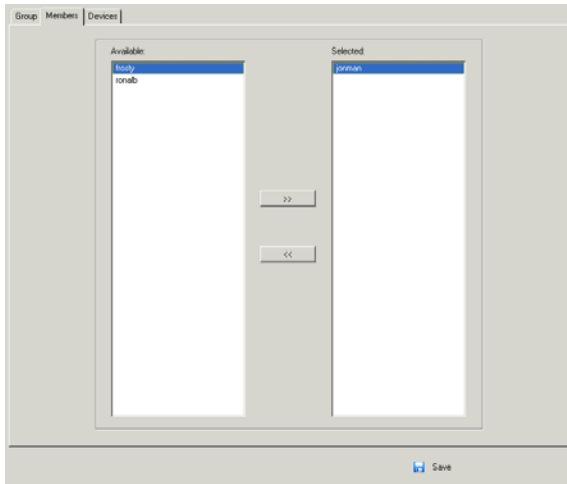 Group Members Devices
Available: Selected:
frosty jonman
ronalb
>>
<<
Save